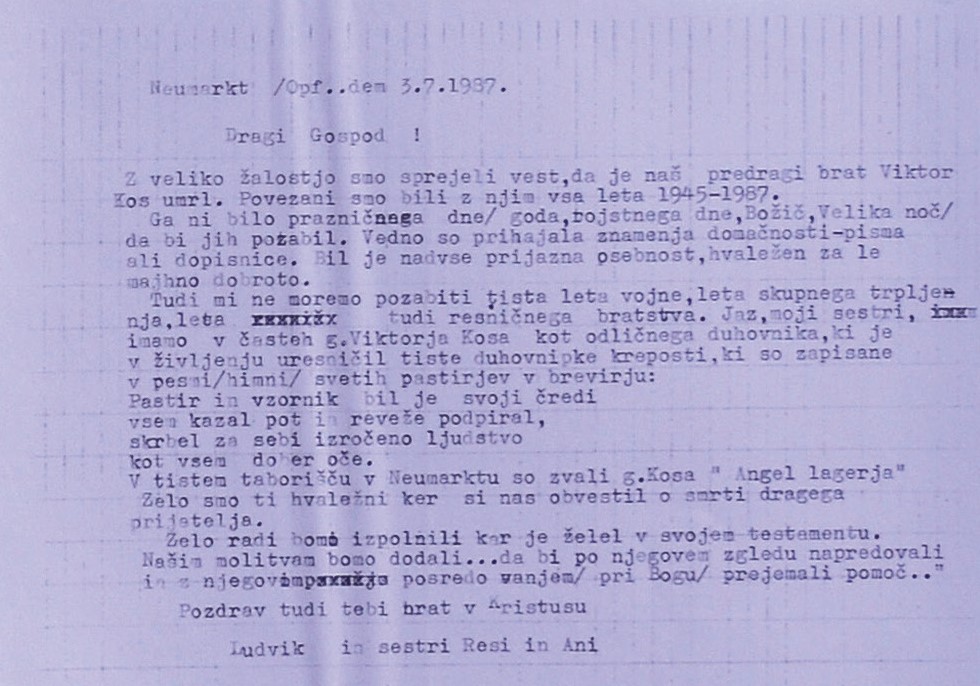 Neumarkt /Opf..dem 3.7.1987.
Dragi Gospod !
Z veliko žalostjo smo sprejeli vest,da je naš predragi brat Viktor
Kos umrl. Povezani smo bili z njim vsa leta 1945-1987.
Ga ni bilo prazničnega dne/ goda,rojstnega dne,Božič,Velika noč/
da bi jih pozabil. Vedno so prihajala znamenja domačnosti-pisma
ali dopisnice. Bil je nadvse prijazna osebnost,hvaležen za le
majhno dobroto.
Tudi mi ne moremo pozabiti tista leta vojne,leta skupnega trpljen
nja,leta tudi resničnega bratstva. Jaz,moji sestri,
imamo v časteh g.Viktorja Kosa kot odličnega duhovnika,ki je
v življenju uresničil tiste duhovnipke kreposti,ki so zapisane
v pesmi/himni/ svetih pastirjev v brevirju:
Pastir in vzornik bil je svoji čredi
vsem kazal pot in reveže podpiral,
skrbel za sebi izročeno ljudstvo
kot vsem dober oče.
V tistem taborišču v Neumarktu so zvali g.Kosa " Angel lagerja"
Zelo smo ti hvaležni ker si nas obvestil o smrti dragega
prijatelja.
Zelo radi bomo izpolnili kar je želel v svojem testamentu.
Našim molitvam bomo dodali...da bi po njegovem zgledu napredovali
in z njegovim posredo vanjem/ pri Bogu/ prejemali pomoč.."
Pozdrav tudi tebi brat v Kristusu
Ludvik in sestri Resi in Ani